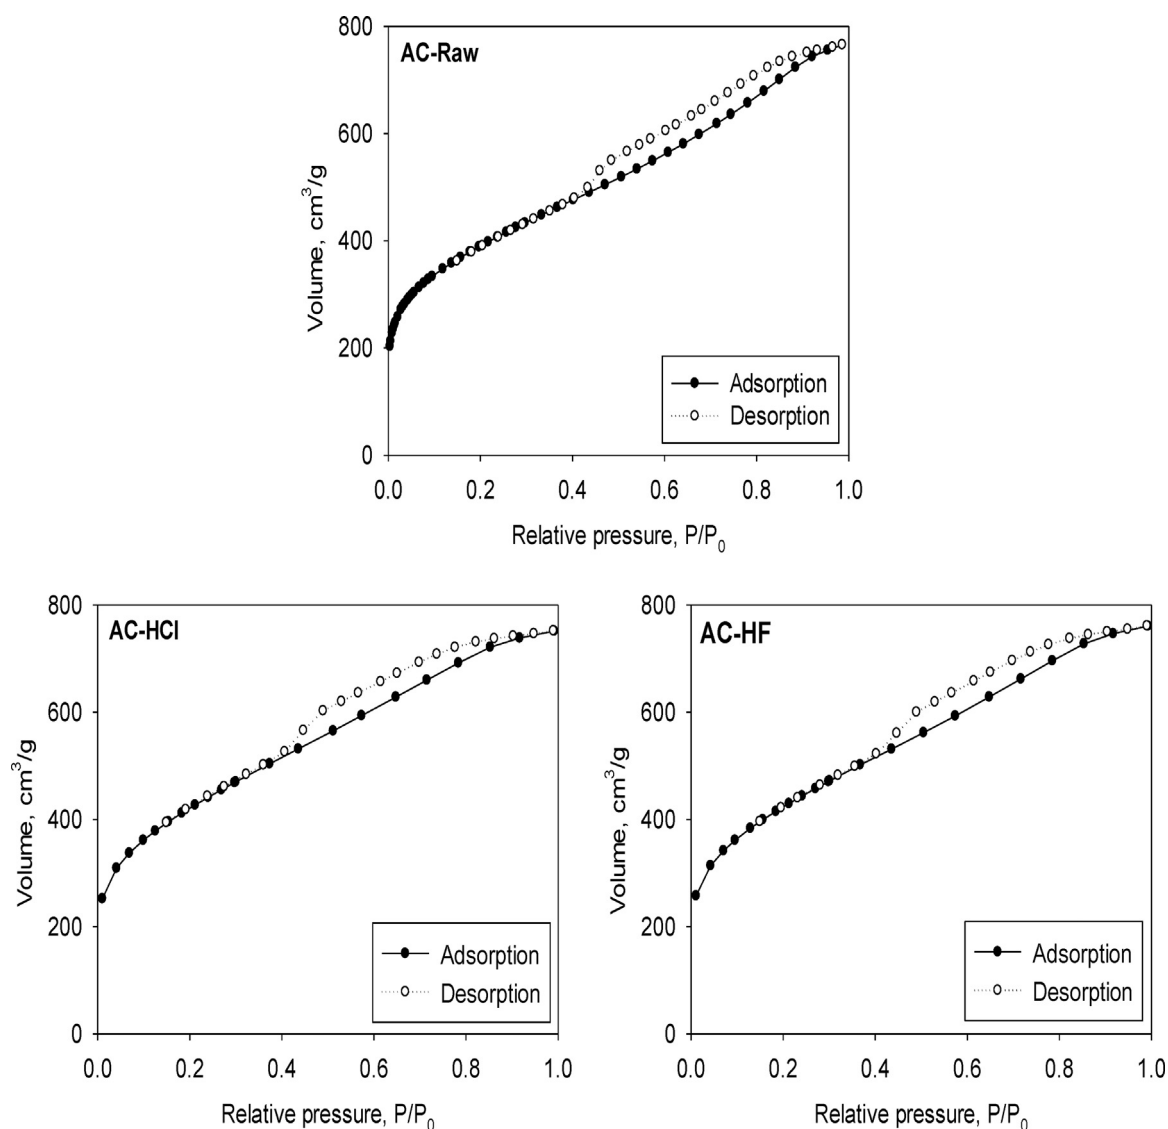 AC-Raw
800
600
400
200
0
Volume, cm³/g
Adsorption
Desorption
0.0 0.2 0.4 0.6 0.8 1.0
Relative pressure, P/P₀
AC-HCl
800
600
400
200
0
Volume, cm³/g
Adsorption
Desorption
0.0 0.2 0.4 0.6 0.8 1.0
Relative pressure, P/P₀
AC-HF
800
600
400
200
0
Volume, cm³/g
Adsorption
Desorption
0.0 0.2 0.4 0.6 0.8 1.0
Relative pressure, P/P₀